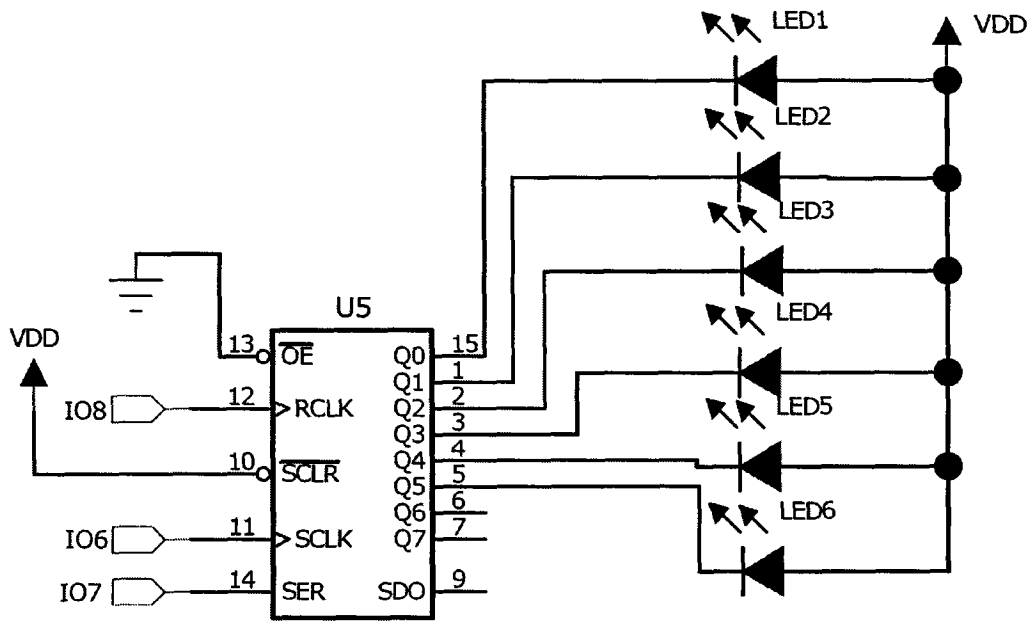 LED1
VDD
LED2
LED3
LED4
LED5
LED6
U5
VDD
13 OE Q0 15
Q1 1
IO8 12 RCLK Q2 2
Q3 3
10 SCLR Q4 4
Q5 5
Q6 6
IO6 11 SCLK Q7 7
IO7 14 SER SDO 9